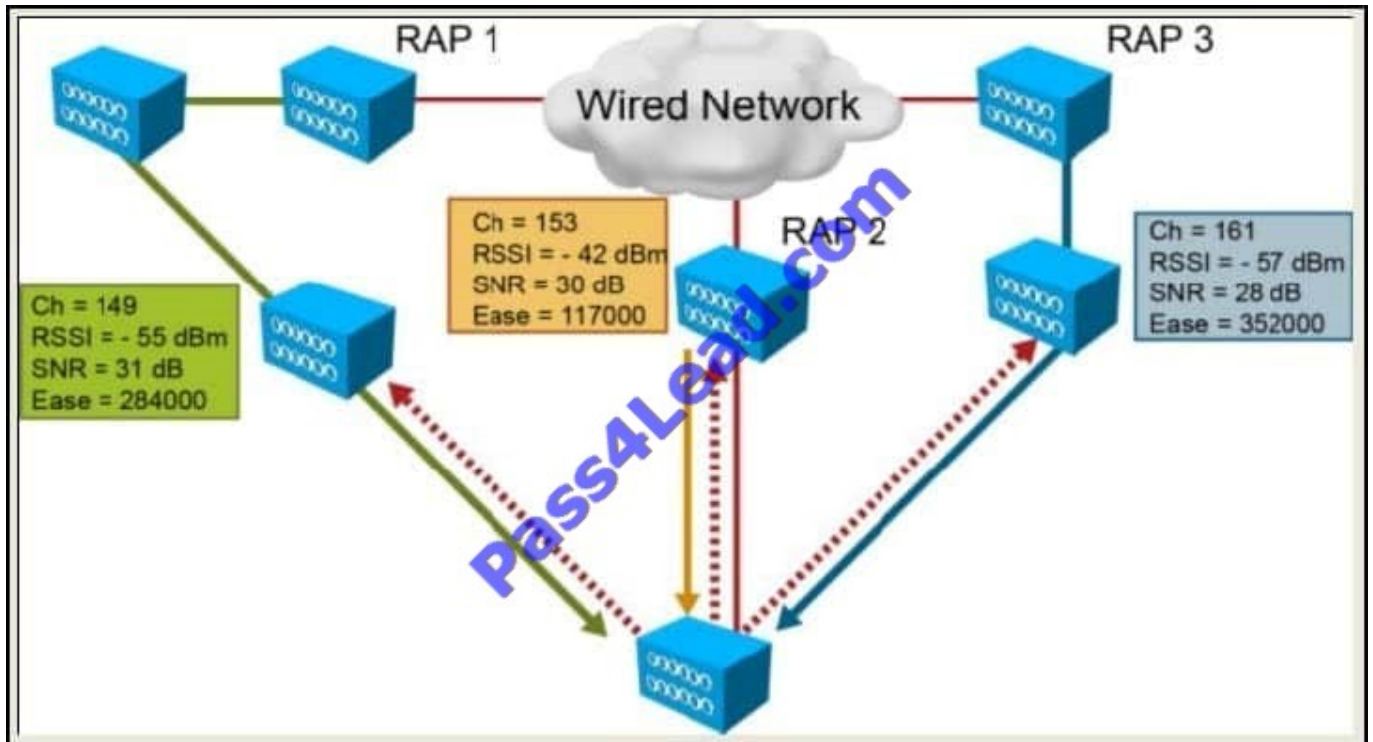 RAP 1
RAP 3
Wired Network
RAP 2
Ch = 153
RSSI = - 42 dBm
SNR = 30 dB
Ease = 117000
Ch = 161
RSSI = - 57 dBm
SNR = 28 dB
Ease = 352000
Ch = 149
RSSI = - 55 dBm
SNR = 31 dB
Ease = 284000
Pass4Lead.com